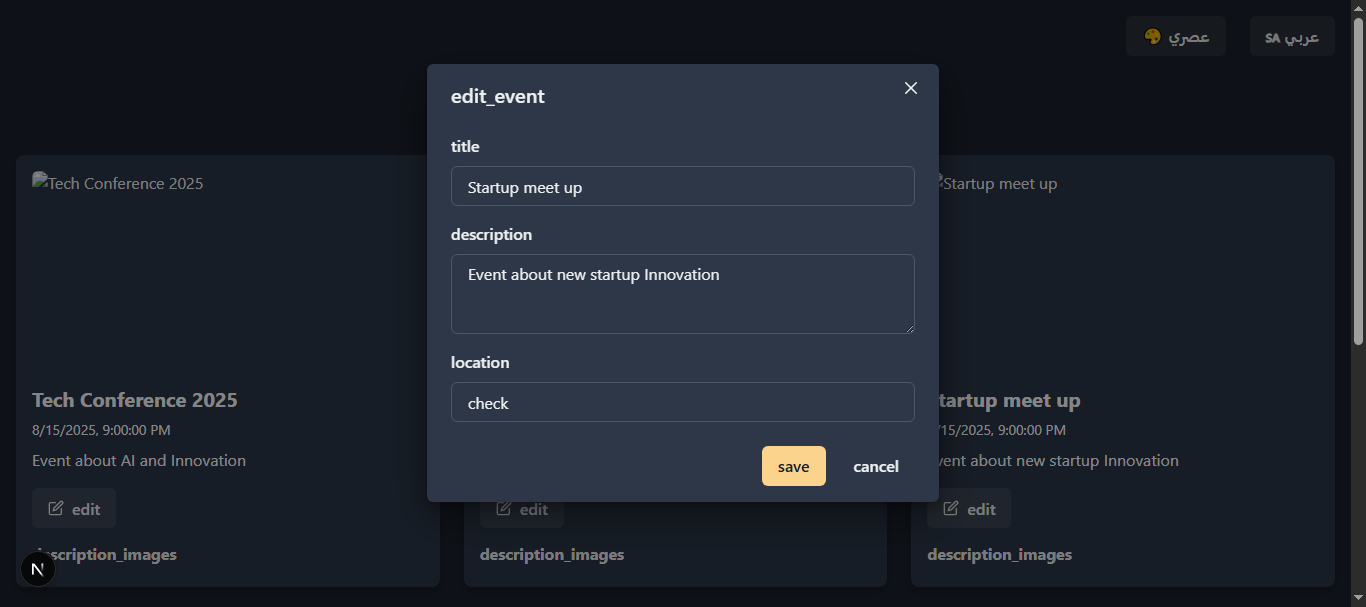 عصري
عربي SA
edit_event
title
Startup meet up
description
Event about new startup Innovation
location
check
save
cancel
Tech Conference 2025
Tech Conference 2025
8/15/2025, 9:00:00 PM
Event about AI and Innovation
edit
scription_images
edit
description_images
Startup meet up
tartup meet up
/15/2025, 9:00:00 PM
vent about new startup Innovation
edit
description_images
N